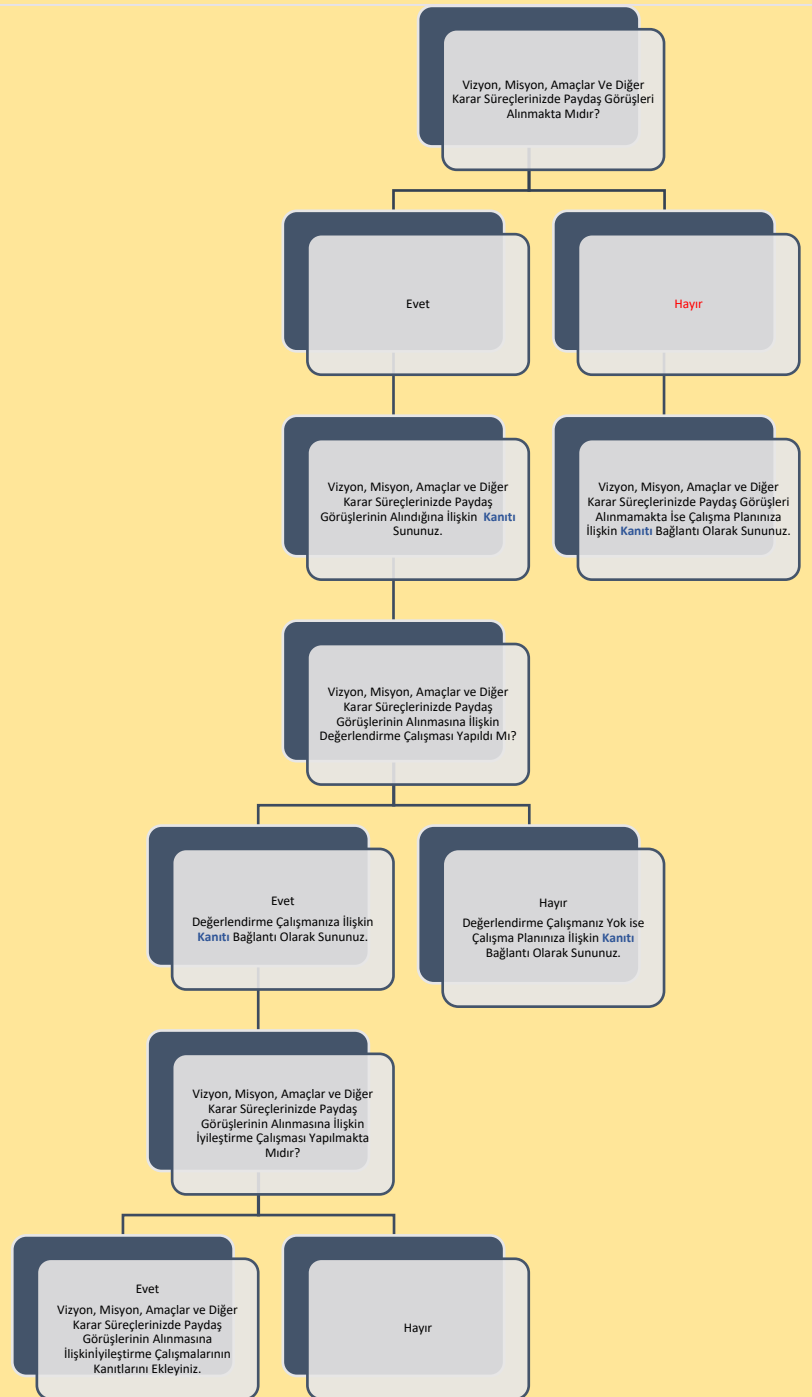 Vizyon, Misyon, Amaçlar Ve Diğer
Karar Süreçlerinizde Paydaş Görüşleri
Alınmakta Mıdır?
Evet
Hayır
Vizyon, Misyon, Amaçlar ve Diğer
Karar Süreçlerinizde Paydaş
Görüşlerinin Alındığına İlişkin Kanıtı
Sununuz.
Vizyon, Misyon, Amaçlar ve Diğer
Karar Süreçlerinizde Paydaş Görüşleri
Alınmamakta İse Çalışma Planınıza
İlişkin Kanıtı Bağlantı Olarak Sununuz.
Vizyon, Misyon, Amaçlar ve Diğer
Karar Süreçlerinizde Paydaş
Görüşlerinin Alınmasına İlişkin
Değerlendirme Çalışması Yapıldı Mı?
Evet
Değerlendirme Çalışmanıza İlişkin
Kanıtı Bağlantı Olarak Sununuz.
Hayır
Değerlendirme Çalışmanız Yok ise
Çalışma Planınıza İlişkin Kanıtı
Bağlantı Olarak Sununuz.
Vizyon, Misyon, Amaçlar ve Diğer
Karar Süreçlerinizde Paydaş
Görüşlerinin Alınmasına İlişkin
İyileştirme Çalışması Yapılmakta
Mıdır?
Evet
Vizyon, Misyon, Amaçlar ve Diğer
Karar Süreçlerinizde Paydaş
Görüşlerinin Alınmasına
İlişkinİyileştirme Çalışmalarının
Kanıtlarını Ekleyiniz.
Hayır